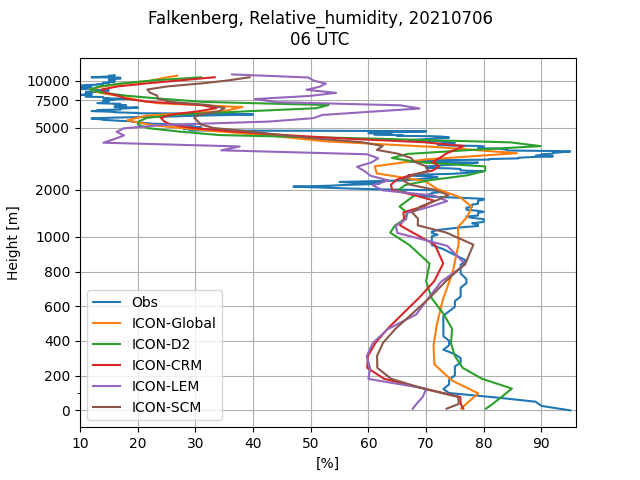 Falkenberg, Relative_humidity, 20210706
06 UTC
10000
7500
5000
2000
1000
800
600
400
200
0
Height [m]
Obs
ICON-Global
ICON-D2
ICON-CRM
ICON-LEM
ICON-SCM
10 20 30 40 50 60 70 80 90
[%]